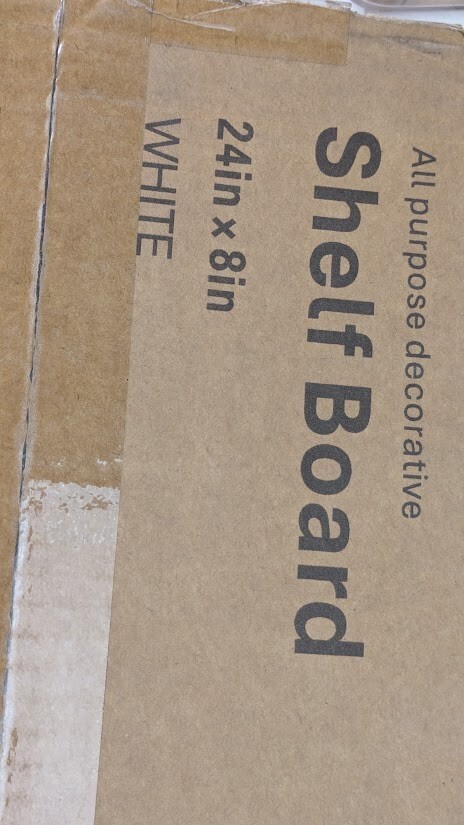 All purpose decorative
Shelf Board
24in x 8in
WHITE